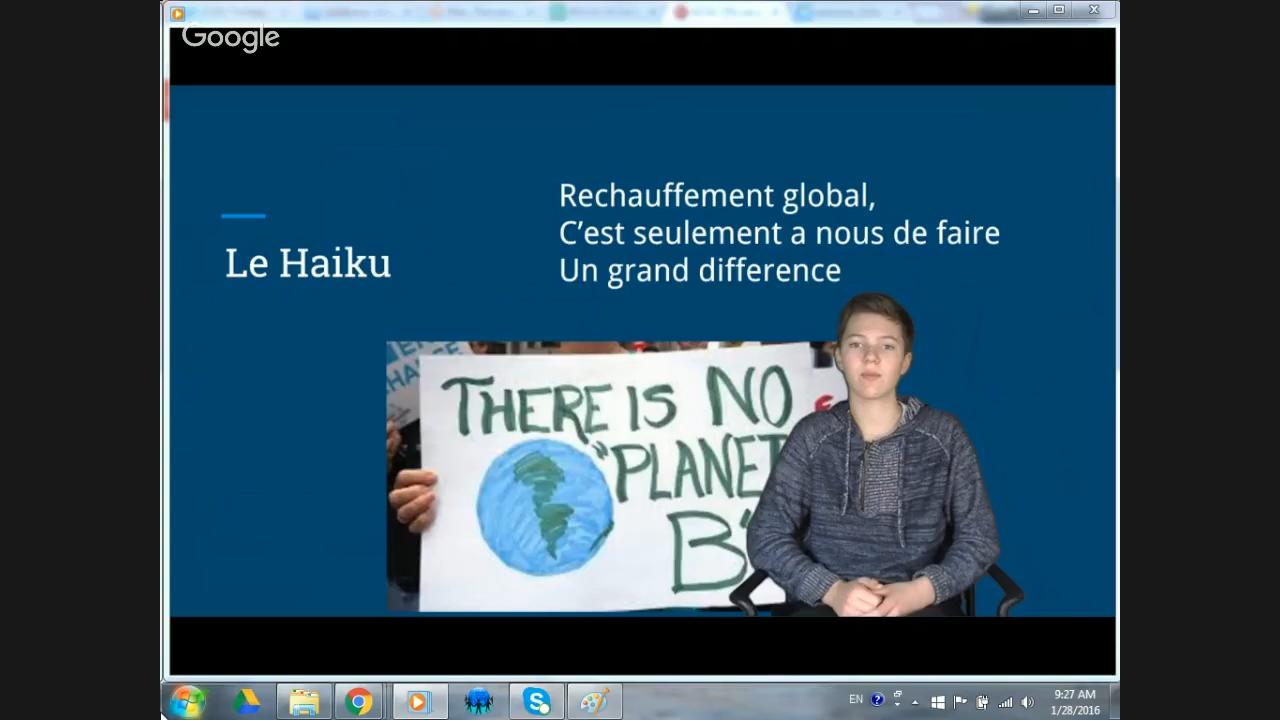 Google
Rechauffement global,
C'est seulement a nous de faire
Un grand difference
Le Haiku
THERE IS NO
"PLANET
B"
EN
9:27 AM
1/28/2016